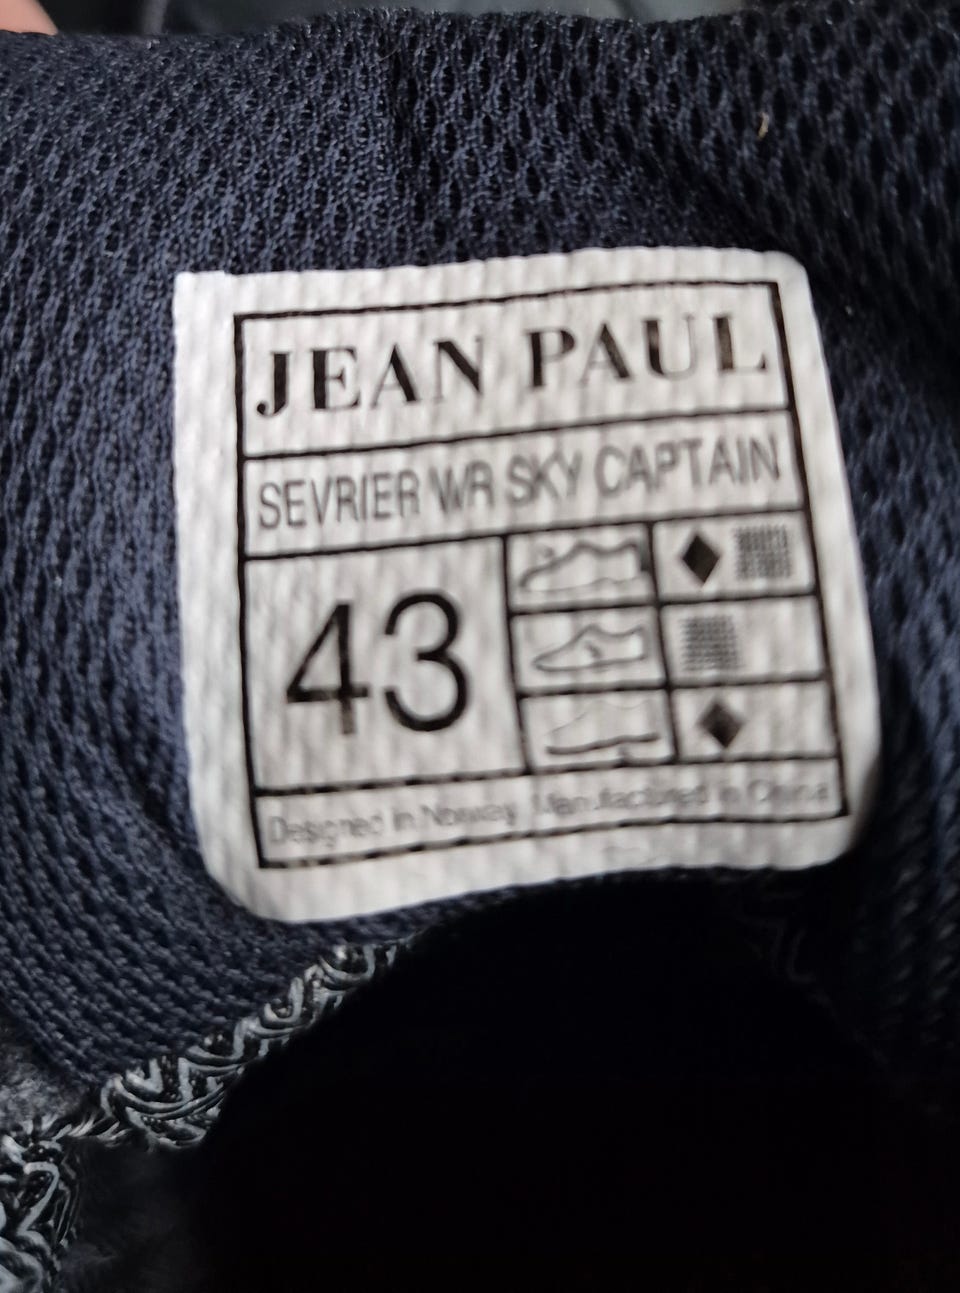 JEAN PAUL
SEVRIER WR SKY CAPTAIN
43
Designed in Norway Manufactured in China